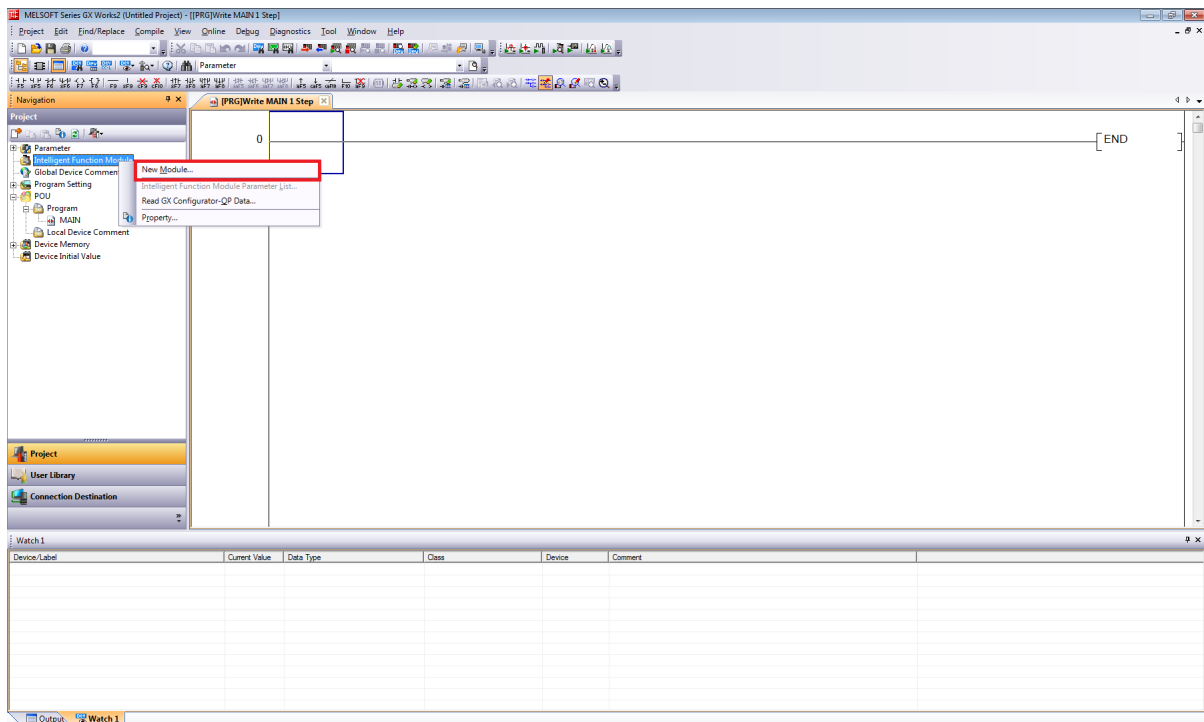 MELSOFT Series GX Works2 (Untitled Project) - [[PRG]Write MAIN 1 Step]
Project Edit Find/Replace Compile View Online Debug Diagnostics Tool Window Help
Parameter
Navigation
[PRG]Write MAIN 1 Step
Project
Parameter
Intelligent Function Module
Global Device Comment
Program Setting
POU
Program
MAIN
Local Device Comment
Device Memory
Device Initial Value
New Module...
Intelligent Function Module Parameter List...
Read GX Configurator-QP Data...
Property...
0
END
Project
User Library
Connection Destination
Watch 1
Device/Label Current Value Data Type Class Device Comment
Output Watch 1